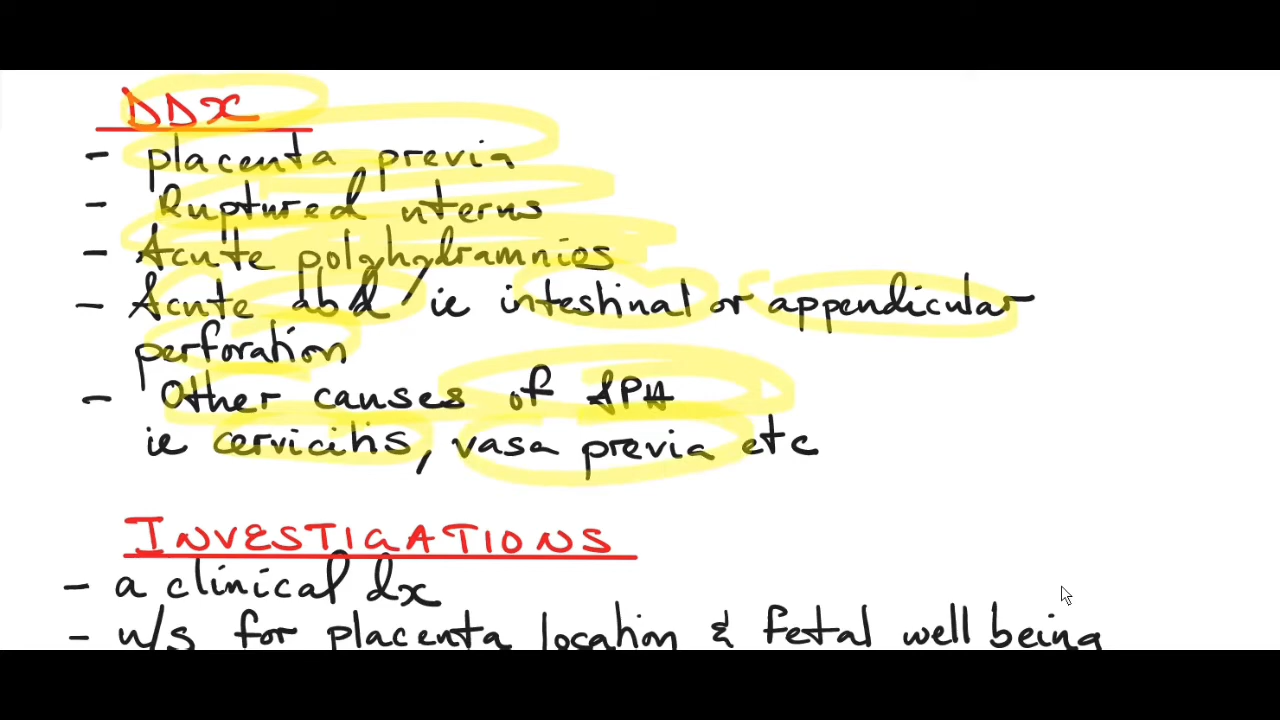 DDx
- placenta previa
- Ruptured uterus
- Acute polyhydramnios
- Acute abd/ ie intestinal or appendicular
perforation
- Other causes of APH
ie cervicitis, vasa previa etc
INVESTIGATIONS
- a clinical dx
- u/s for placenta location & fetal well being